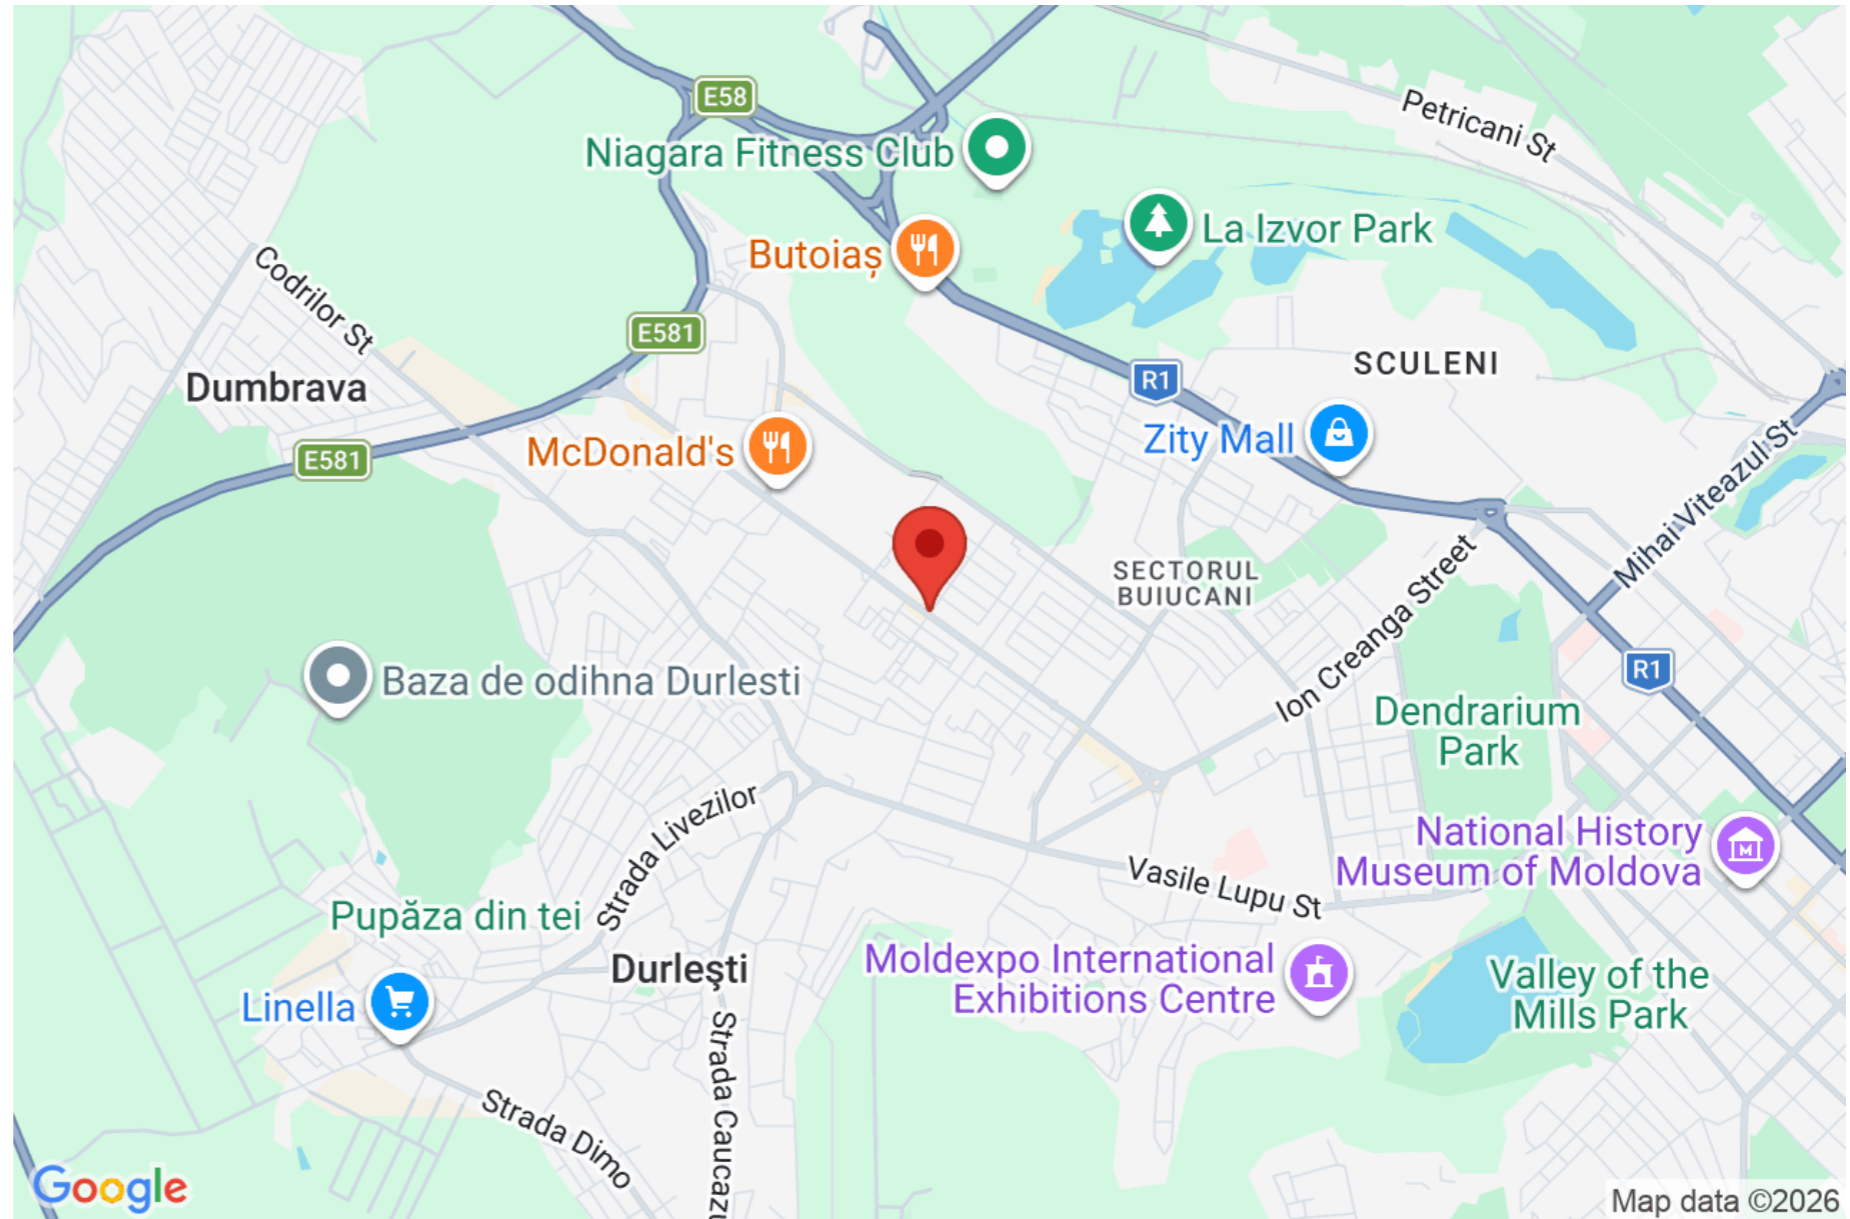 E58
Petricani St
Niagara Fitness Club
La Izvor Park
Butoiaș
Codrilor St
E581
SCULENI
R1
Dumbrava
Zity Mall
McDonald's
E581
Mihai Viteazul St
SECTORUL
BUIUCANI
Ion Creanga Street
Baza de odihna Durlesti
R1
Dendrarium
Park
Strada Livezilor
National History
Museum of Moldova
Vasile Lupu St
Pupăza din tei
Durleşti
Moldexpo International
Exhibitions Centre
Valley of the
Mills Park
Linella
Strada Caucazu
Strada Dimo
Google
Map data ©2026